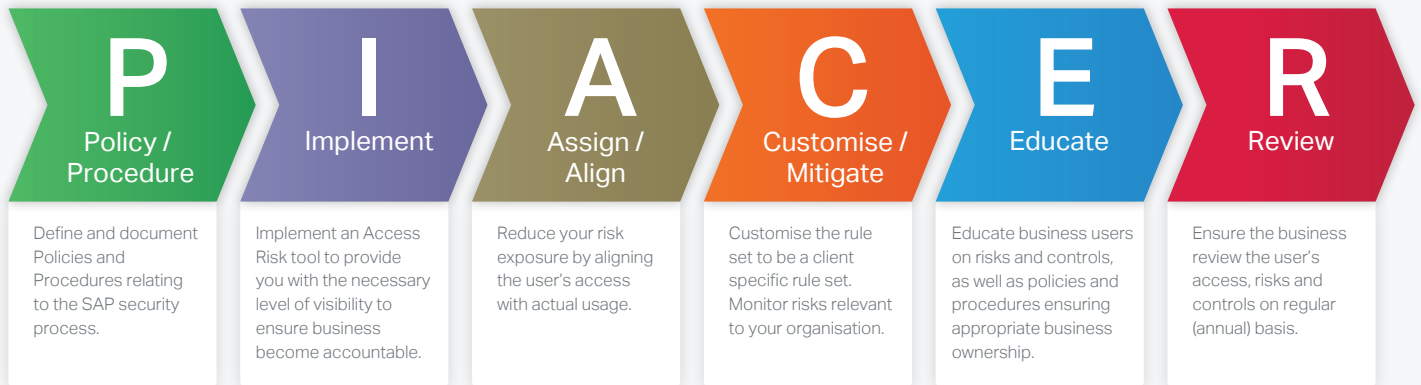 P
Policy /
Procedure
Define and document
Policies and
Procedures relating
to the SAP security
process.
I
Implement
Implement an Access
Risk tool to provide
you with the necessary
level of visibility to
ensure business
become accountable.
A
Assign /
Align
Reduce your risk
exposure by aligning
the user's access
with actual usage.
C
Customise /
Mitigate
Customise the rule
set to be a client
specific rule set.
Monitor risks relevant
to your organisation.
E
Educate
Educate business users
on risks and controls,
as well as policies and
procedures ensuring
appropriate business
ownership.
R
Review
Ensure the business
review the user's
access, risks and
controls on regular
(annual) basis.